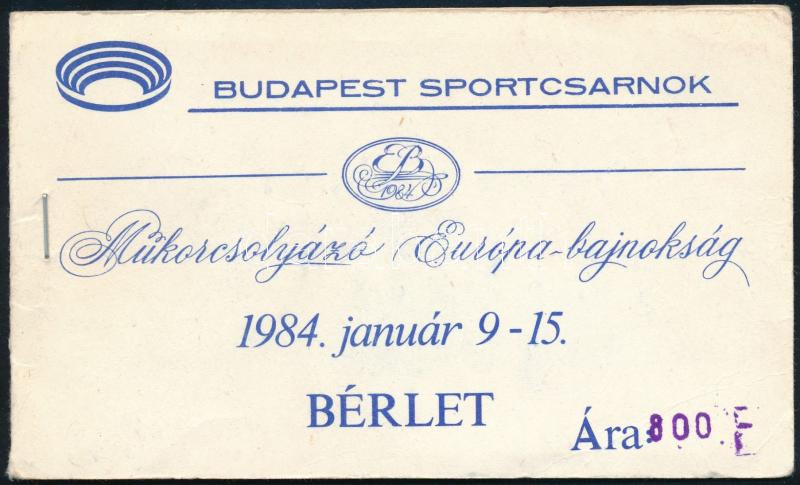 BUDAPEST SPORTCSARNOK
EB
1984
Műkorcsolyázó Európa-bajnokság
1984. január 9-15.
BÉRLET
Ára: 800 F